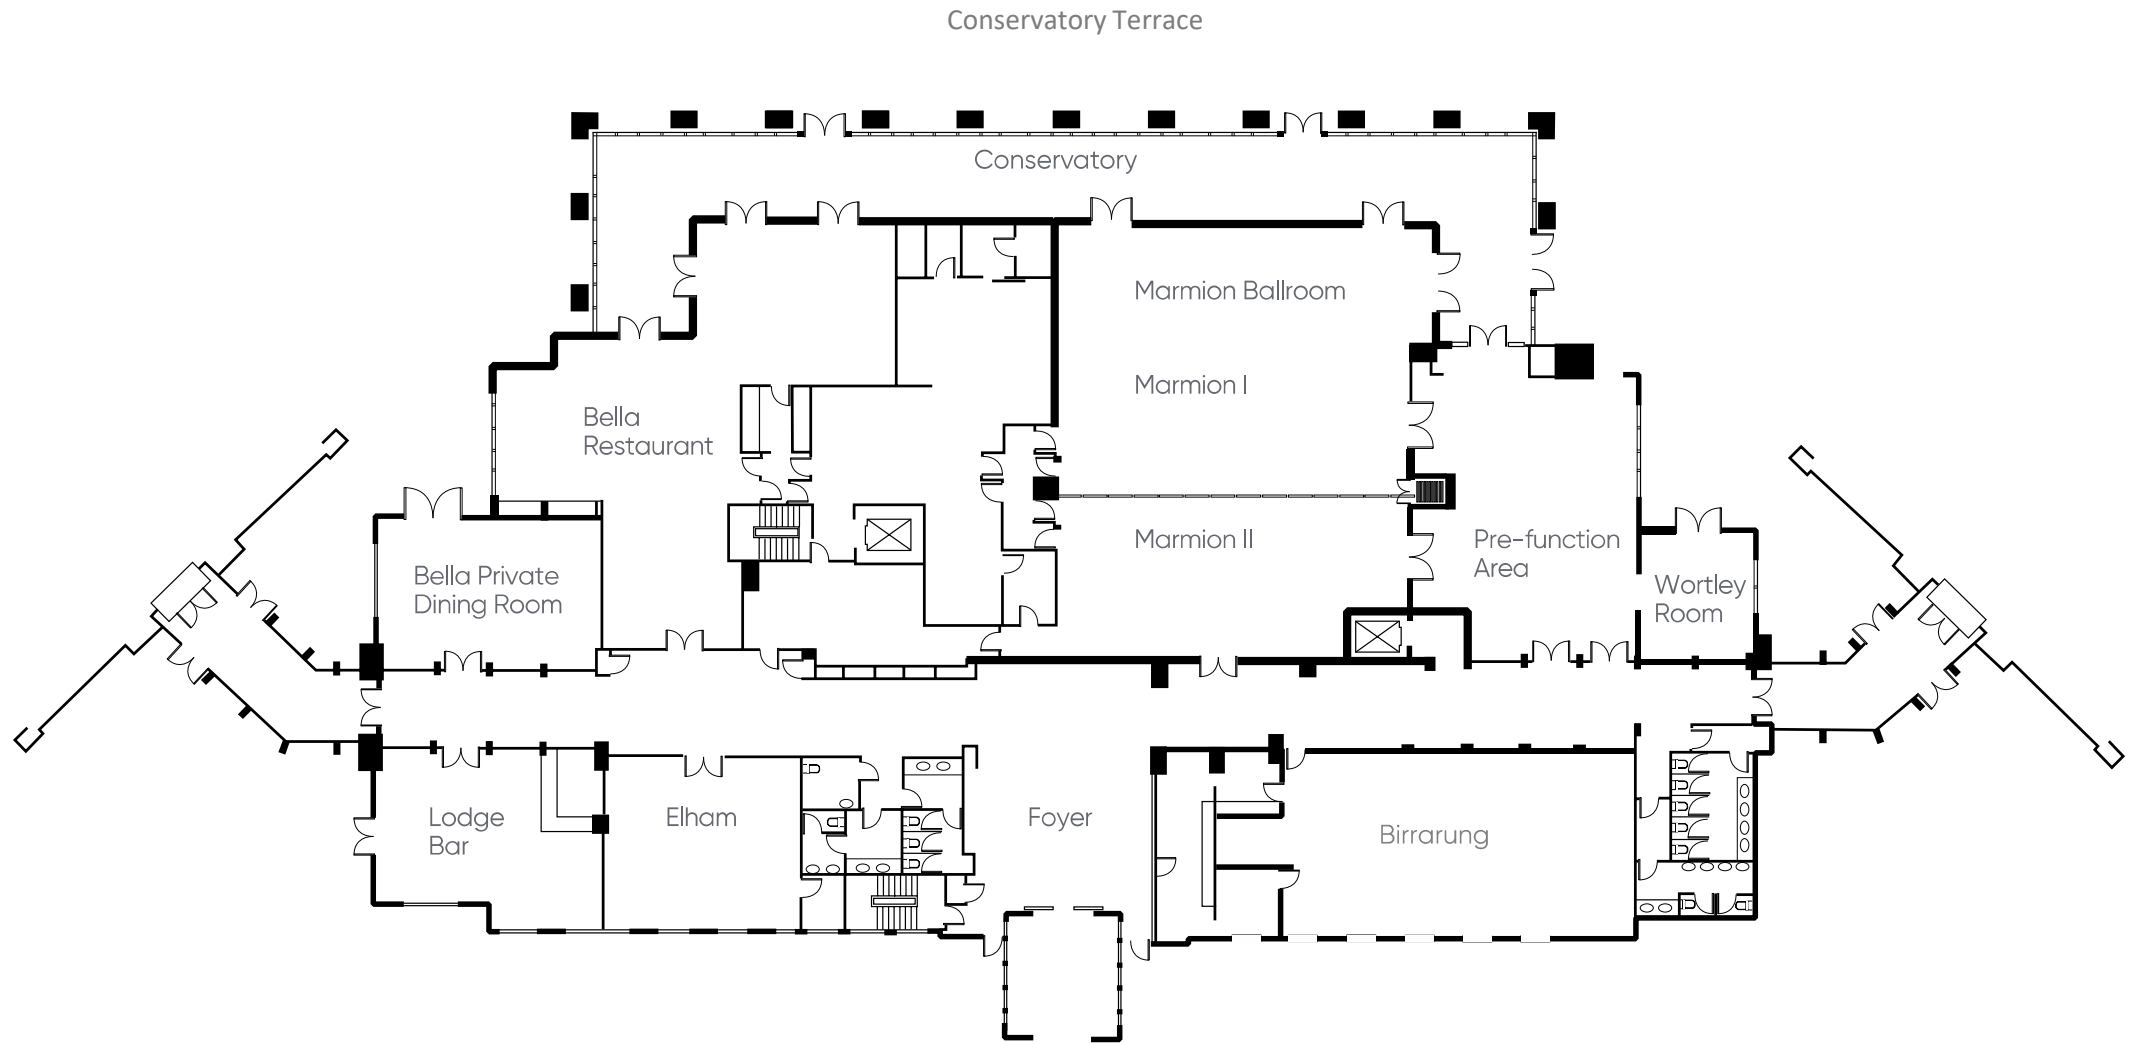 Conservatory Terrace
Conservatory
Marmion Ballroom
Marmion I
Bella
Restaurant
Marmion II
Pre-function
Area
Bella Private
Dining Room
Wortley
Room
Lodge
Bar
Elham
Foyer
Birrarung